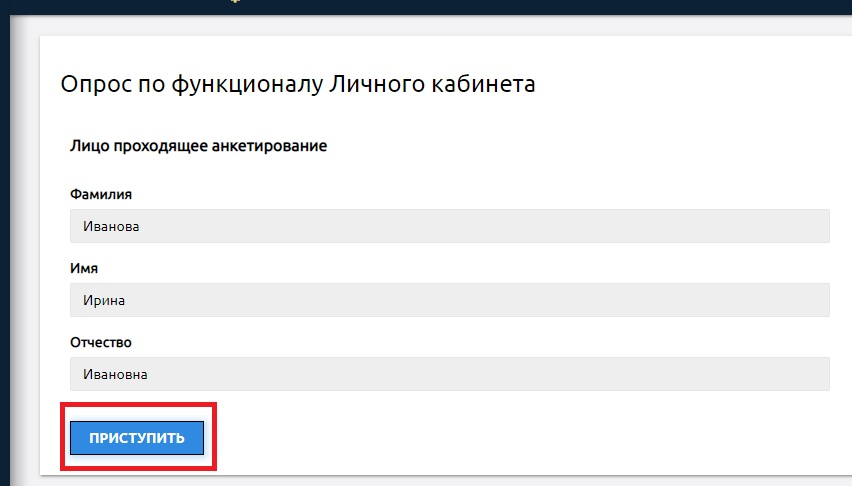 Опрос по функционалу Личного кабинета
Лицо проходящее анкетирование
Фамилия
Иванова
Имя
Ирина
Отчество
Ивановна
ПРИСТУПИТЬ